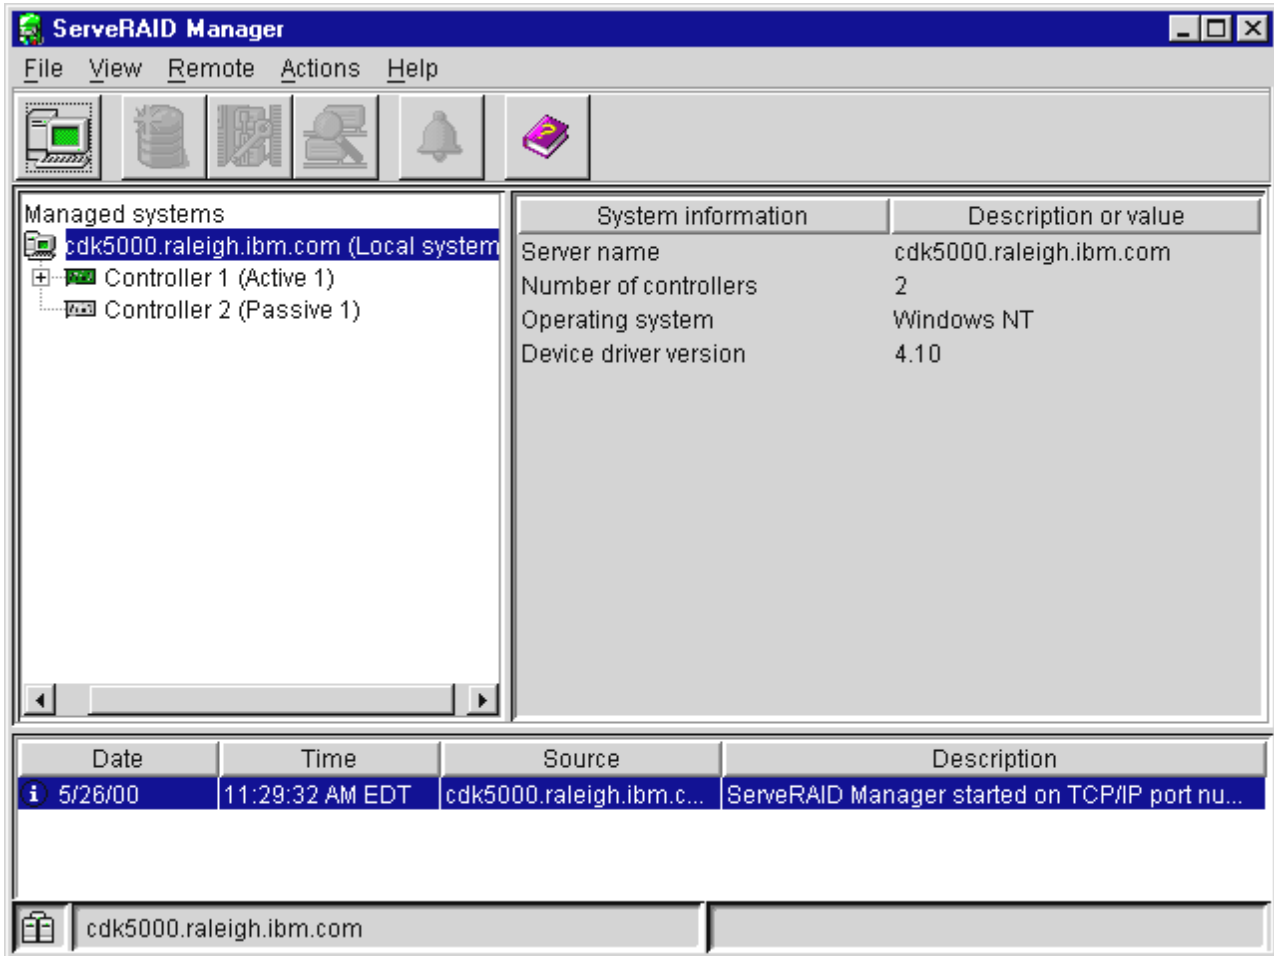 ServeRAID Manager
File View Remote Actions Help
Managed systems
cdk5000.raleigh.ibm.com (Local system
Controller 1 (Active 1)
Controller 2 (Passive 1)
System information Description or value
Server name cdk5000.raleigh.ibm.com
Number of controllers 2
Operating system Windows NT
Device driver version 4.10
Date Time Source Description
5/26/00 11:29:32 AM EDT cdk5000.raleigh.ibm.c... ServeRAID Manager started on TCP/IP port nu...
cdk5000.raleigh.ibm.com